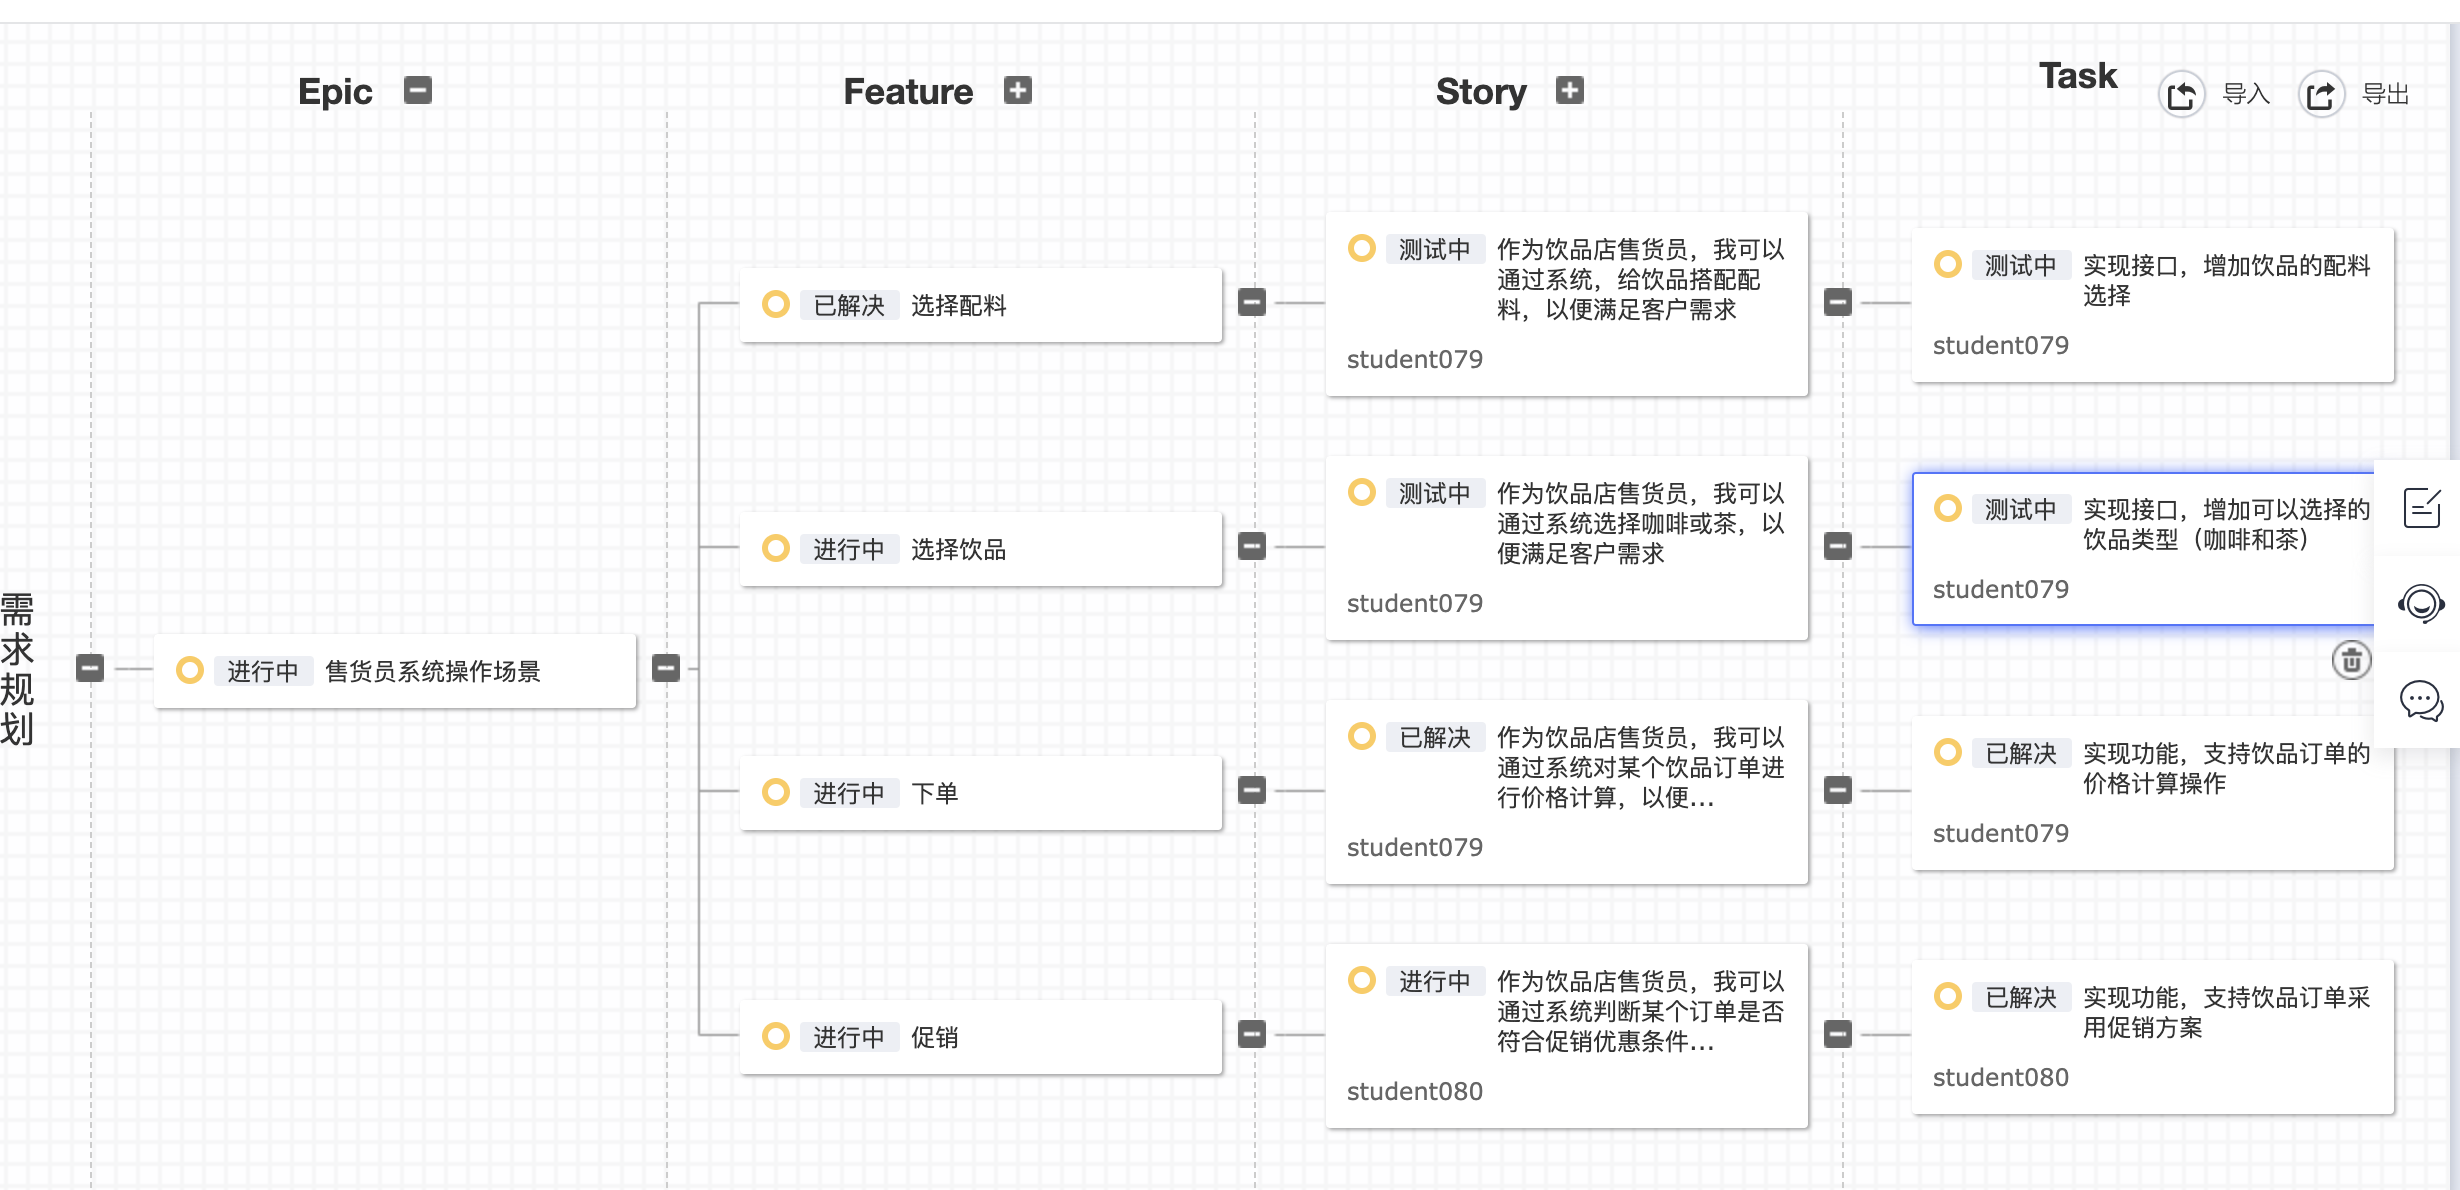 Epic
Feature
Story
Task
导入
导出
需求规划
进行中 售货员系统操作场景
已解决 选择配料
测试中 作为饮品店售货员，我可以
通过系统，给饮品搭配配
料，以便满足客户需求
student079
测试中 实现接口，增加饮品的配料
选择
student079
进行中 选择饮品
测试中 作为饮品店售货员，我可以
通过系统选择咖啡或茶，以
便满足客户需求
student079
测试中 实现接口，增加可以选择的
饮品类型（咖啡和茶）
student079
进行中 下单
已解决 作为饮品店售货员，我可以
通过系统对某个饮品订单进
行价格计算，以便...
student079
已解决 实现功能，支持饮品订单的
价格计算操作
student079
进行中 促销
进行中 作为饮品店售货员，我可以
通过系统判断某个订单是否
符合促销优惠条件...
student080
已解决 实现功能，支持饮品订单采
用促销方案
student080